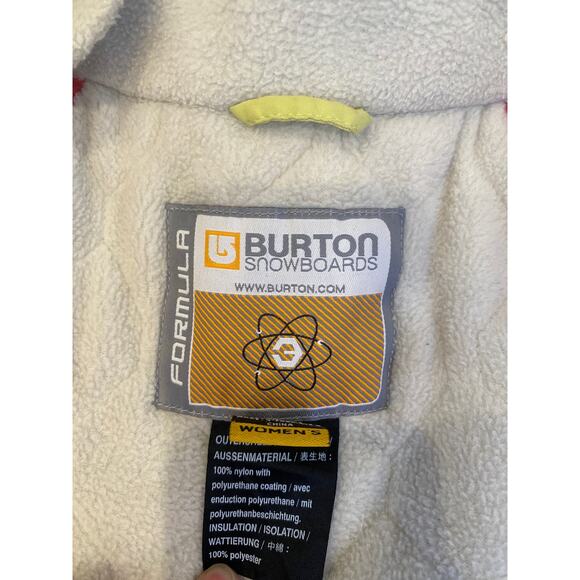 FORMULA
BURTON
SNOWBOARDS
WWW.BURTON.COM
CHINA
WOMEN'S
AUSSENMATERIAL / 表生地 :
100% nylon with
polyurethane coating / avec
enduction polyurethane / mit
polyurethanbeschichtung,
INSULATION / ISOLATION /
WATTIERUNG / 中綿 :
100% polyester